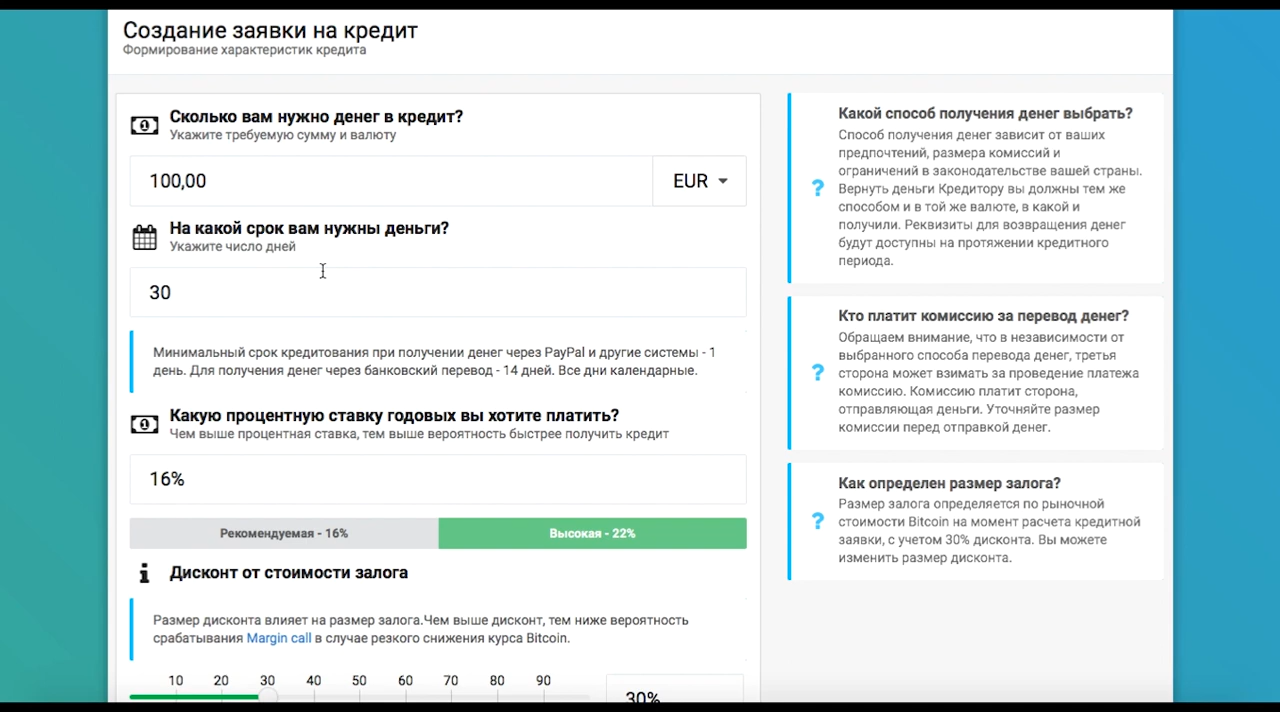 Создание заявки на кредит
Формирование характеристик кредита
Сколько вам нужно денег в кредит?
Укажите требуемую сумму и валюту
100,00
EUR
На какой срок вам нужны деньги?
Укажите число дней
30
Минимальный срок кредитования при получении денег через PayPal и другие системы - 1
день. Для получения денег через банковский перевод - 14 дней. Все дни календарные.
Какую процентную ставку годовых вы хотите платить?
Чем выше процентная ставка, тем выше вероятность быстрее получить кредит
16%
Рекомендуемая - 16%
Высокая - 22%
Дисконт от стоимости залога
Размер дисконта влияет на размер залога.Чем выше дисконт, тем ниже вероятность
срабатывания Margin call в случае резкого снижения курса Bitcoin.
10 20 30 40 50 60 70 80 90
30%
Какой способ получения денег выбрать?
Способ получения денег зависит от ваших
предпочтений, размера комиссий и
ограничений в законодательстве вашей страны.
Вернуть деньги Кредитору вы должны тем же
способом и в той же валюте, в какой и
получили. Реквизиты для возвращения денег
будут доступны на протяжении кредитного
периода.
Кто платит комиссию за перевод денег?
Обращаем внимание, что в независимости от
выбранного способа перевода денег, третья
сторона может взимать за проведение платежа
комиссию. Комиссию платит сторона,
отправляющая деньги. Уточняйте размер
комиссии перед отправкой денег.
Как определен размер залога?
Размер залога определяется по рыночной
стоимости Bitcoin на момент расчета кредитной
заявки, с учетом 30% дисконта. Вы можете
изменить размер дисконта.